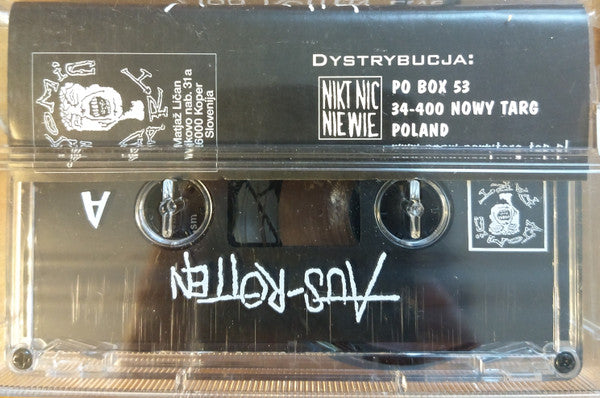 DYSTRYBUCJA:
NIKT NIC
NIE WIE
PO BOX 53
34-400 NOWY TARG
POLAND
Matjaž Ličan
nab. 31a
6000 Koper
Slovenija
A
AUS-ROTTEN